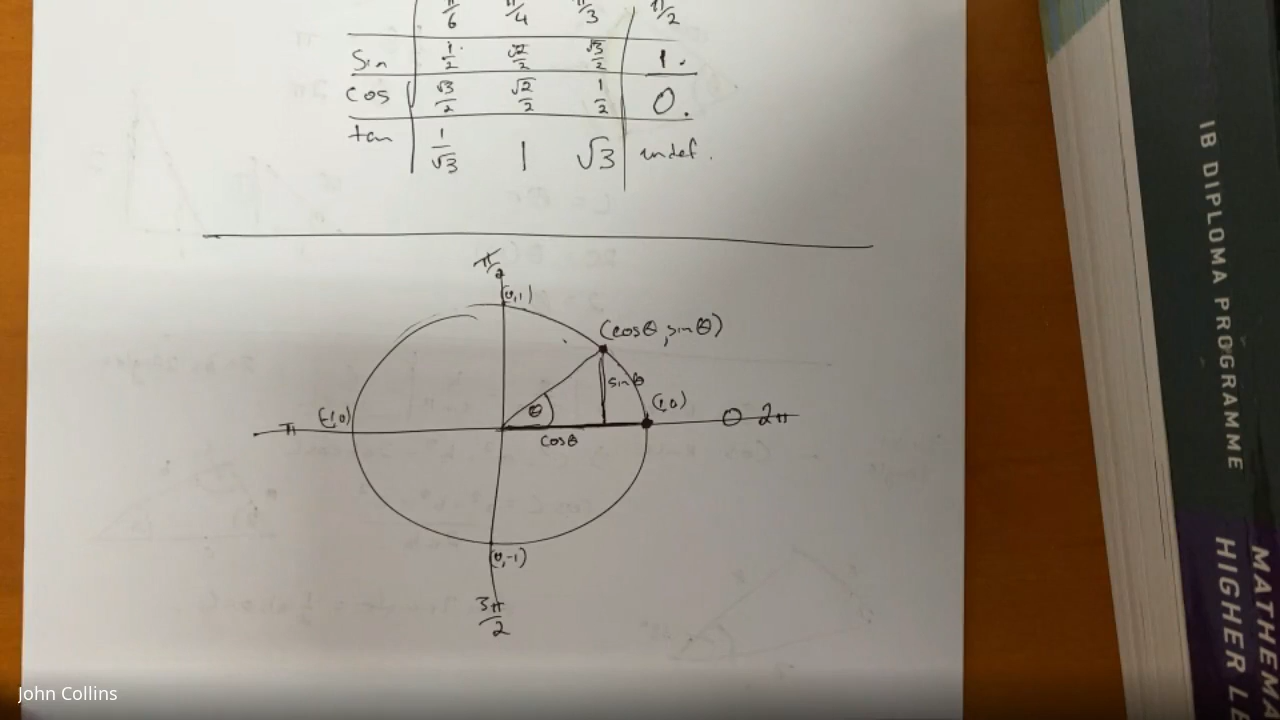 π/6 π/4 π/3 π/2
Sin 1/2 √2/2 √3/2 1.
cos √3/2 √2/2 1/2 0.
tan 1/√3 1 √3 undef.
π/2
(0,1)
(cosθ, sinθ)
sinθ
θ
(1,0)
(-1,0)
π
0 2π
cosθ
(0,-1)
3π/2
IB DIPLOMA PROGRAMME
HIGHER LE
MATHEMA
John Collins